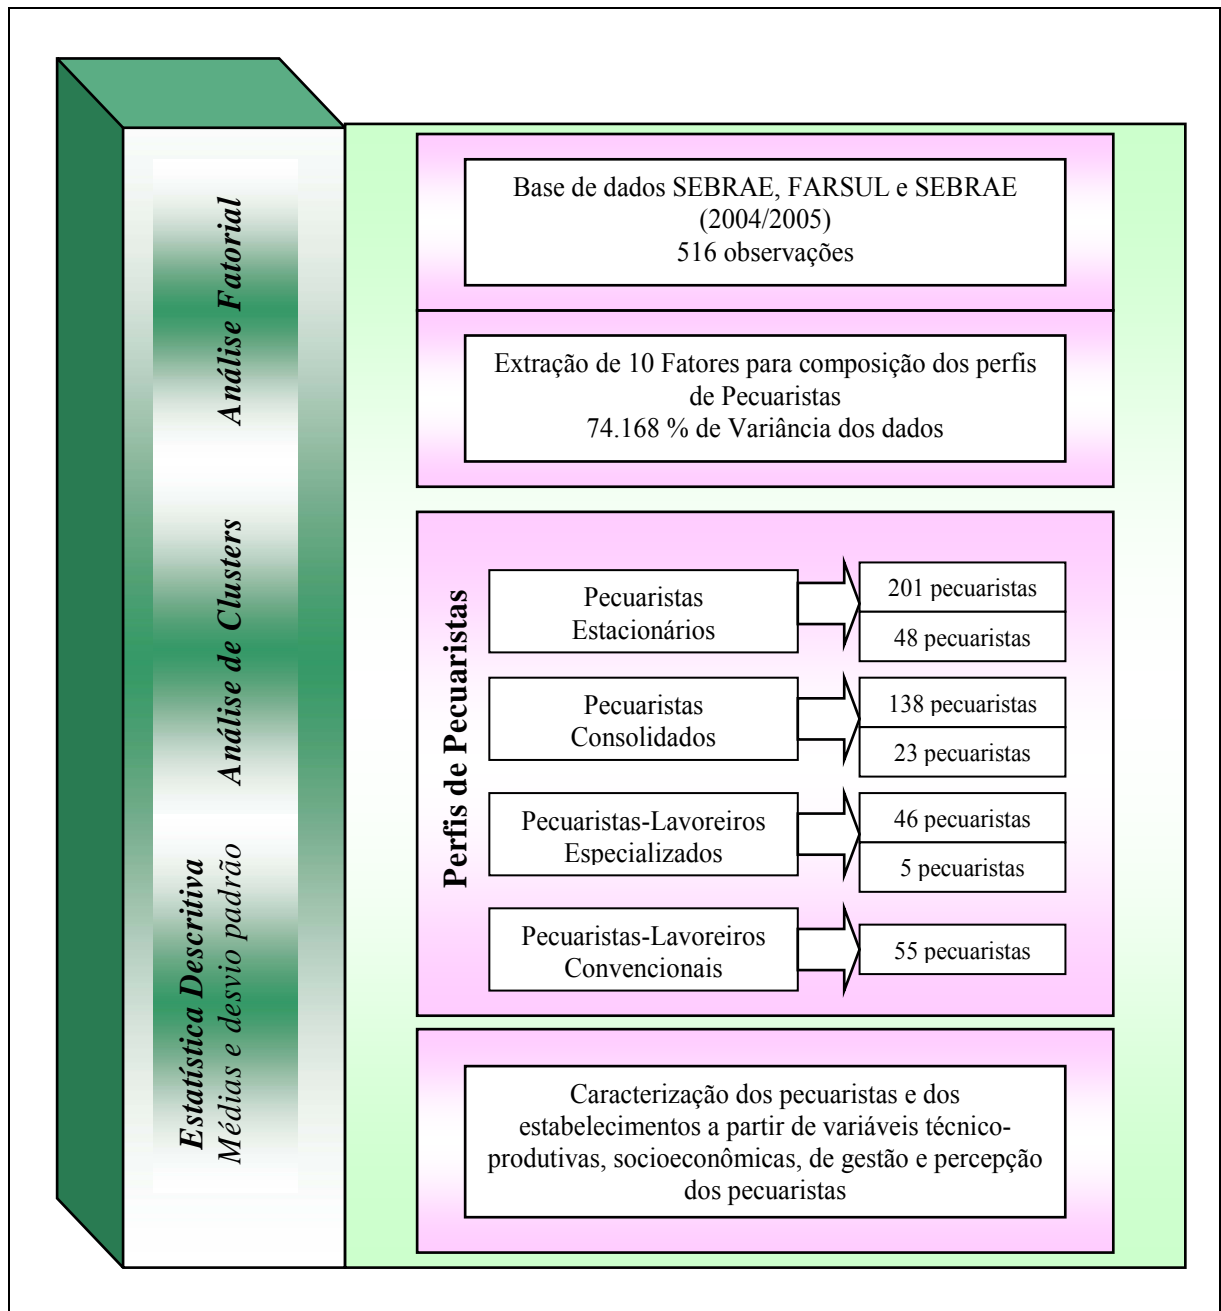 Análise Fatorial
Análise de Clusters
Estatística Descritiva
Médias e desvio padrão
Base de dados SEBRAE, FARSUL e SEBRAE
(2004/2005)
516 observações
Extração de 10 Fatores para composição dos perfis
de Pecuaristas
74.168 % de Variância dos dados
Perfis de Pecuaristas
Pecuaristas
Estacionários
201 pecuaristas
48 pecuaristas
Pecuaristas
Consolidados
138 pecuaristas
23 pecuaristas
Pecuaristas-Lavoreiros
Especializados
46 pecuaristas
5 pecuaristas
Pecuaristas-Lavoreiros
Convencionais
55 pecuaristas
Caracterização dos pecuaristas e dos
estabelecimentos a partir de variáveis técnico-
produtivas, socioeconômicas, de gestão e percepção
dos pecuaristas